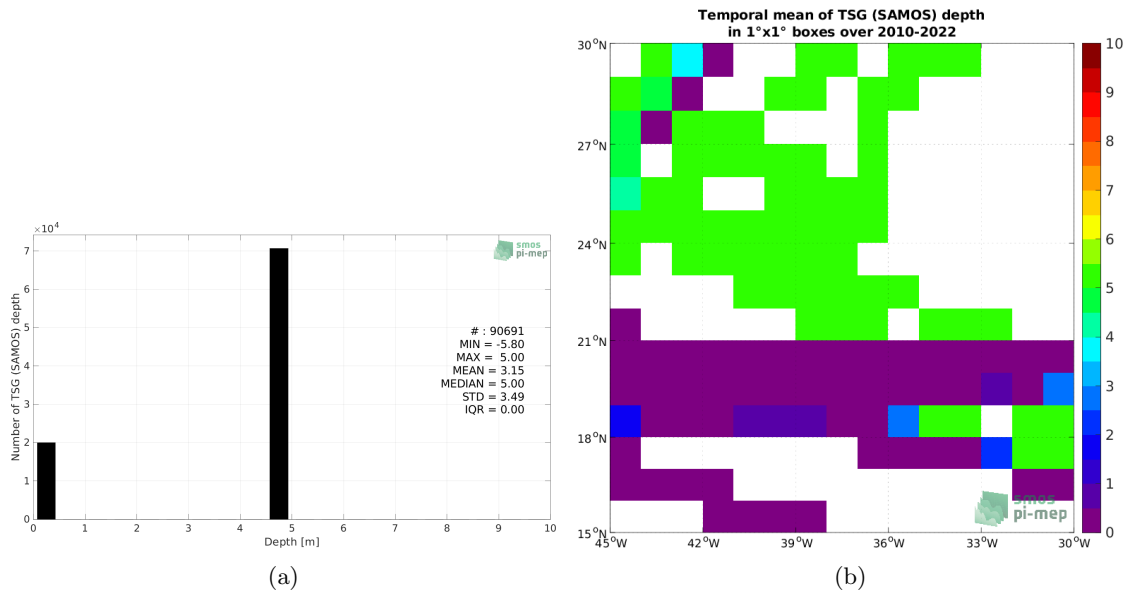 ×10⁴
7
6
5
4
3
2
1
0
Number of TSG (SAMOS) depth
smos
pi-mep
# : 90691
MIN = -5.80
MAX = 5.00
MEAN = 3.15
MEDIAN = 5.00
STD = 3.49
IQR = 0.00
0 1 2 3 4 5 6 7 8 9 10
Depth [m]
(a)
Temporal mean of TSG (SAMOS) depth
in 1°x1° boxes over 2010-2022
30°N
27°N
24°N
21°N
18°N
15°N
45°W 42°W 39°W 36°W 33°W 30°W
smos
pi-mep
10
9
8
7
6
5
4
3
2
1
0
(b)